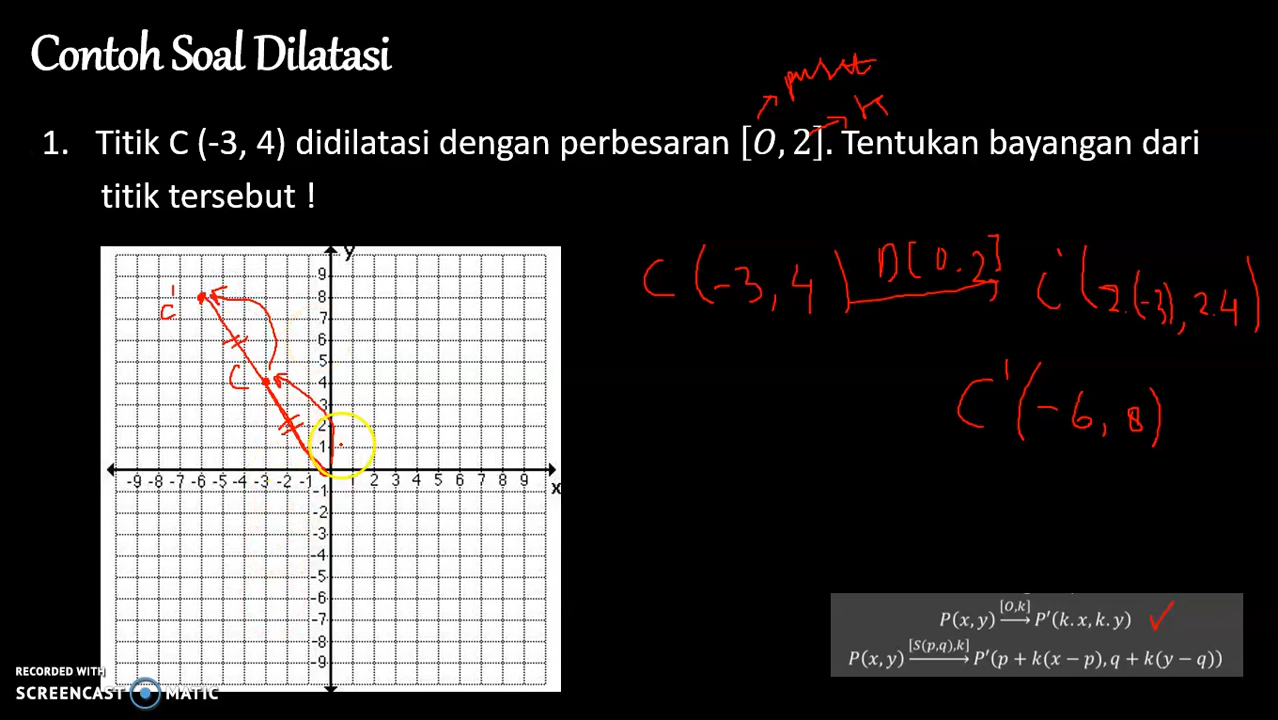 Contoh Soal Dilatasi
pusat
k
1. Titik C (-3, 4) didilatasi dengan perbesaran [O, 2]. Tentukan bayangan dari
titik tersebut !
C (-3, 4) D[0.2] C' (2.(-3), 2.4)
C' (-6, 8)
y
9
8
7
6
5
4
3
2
1
C'
C
-9 -8 -7 -6 -5 -4 -3 -2 -1 2 3 4 5 6 7 8 9
x
-1
-2
-3
-4
-5
-6
-7
-8
-9
P(x, y) [O,k] P′(k. x, k. y) ✓
P(x, y) [S(p,q),k] P′(p + k(x − p), q + k(y − q))
RECORDED WITH
SCREENCAST MATIC